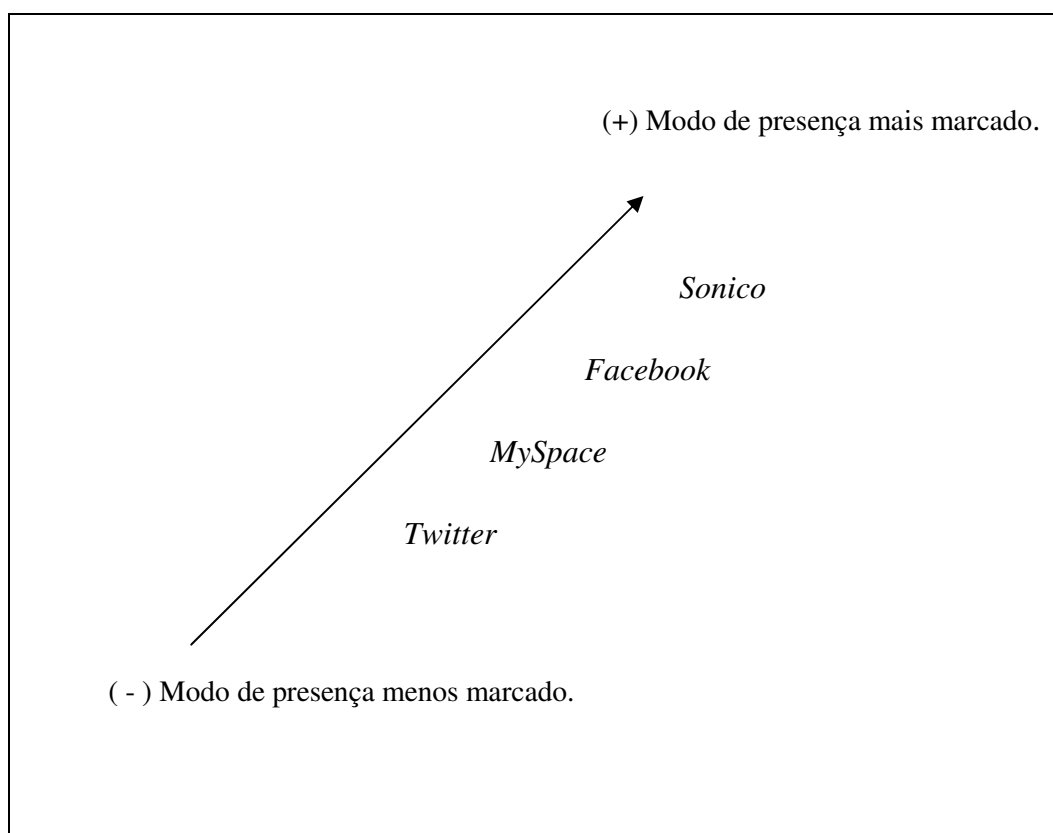 (+) Modo de presença mais marcado.
Sonico
Facebook
MySpace
Twitter
( - ) Modo de presença menos marcado.